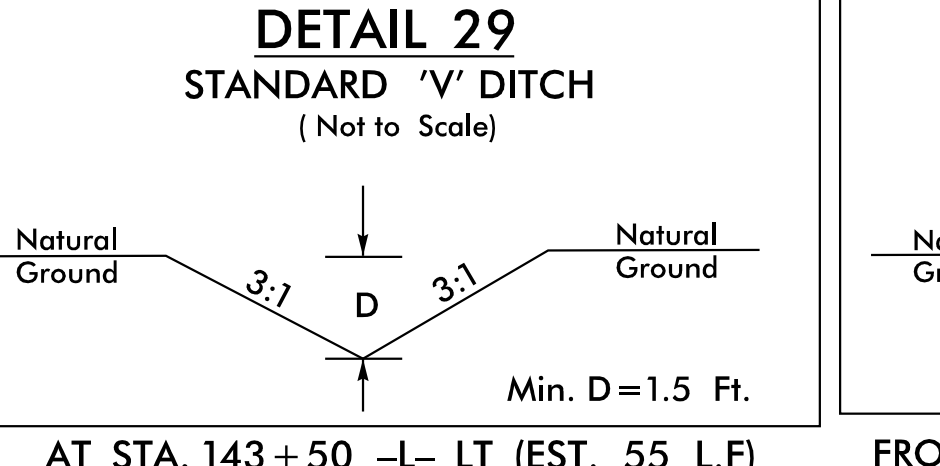 DETAIL 29
STANDARD 'V' DITCH
( Not to Scale)
Natural
Ground
3:1
D
3:1
Natural
Ground
Min. D=1.5 Ft.
AT STA. 143+50 -L- LT (EST. 55 L.F)
FRO